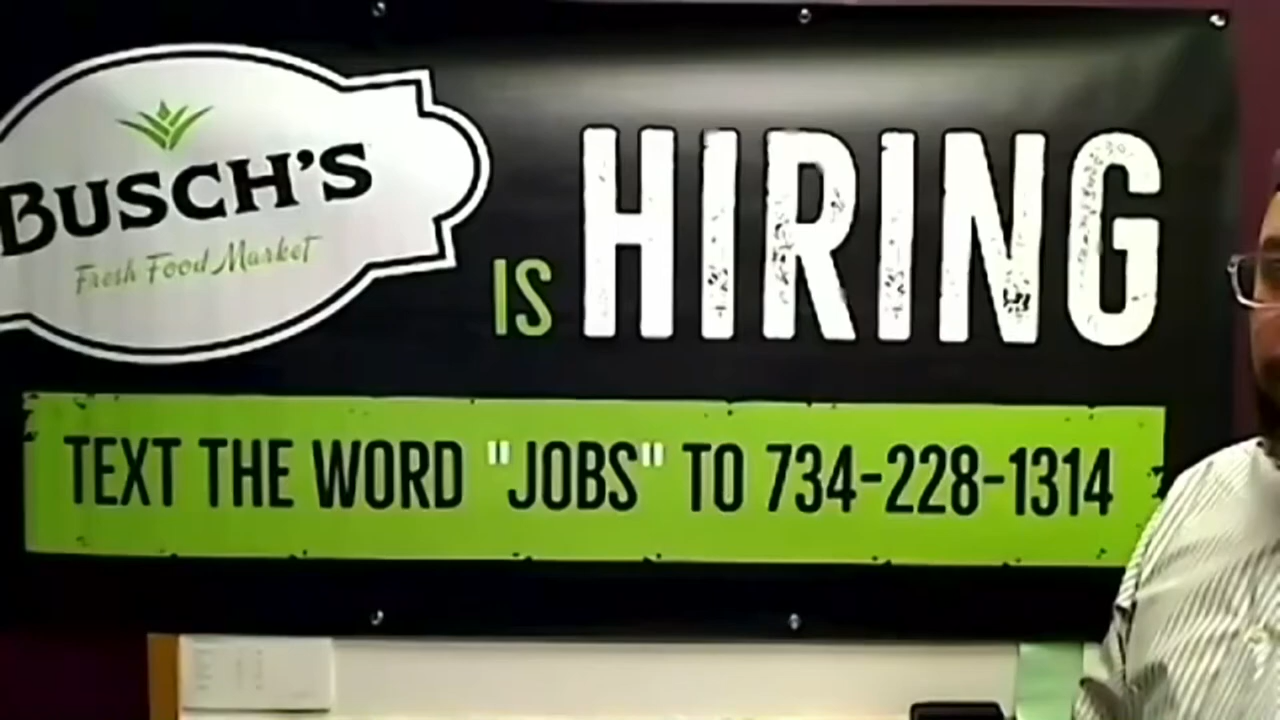 BUSCH'S
Fresh Food Market
IS HIRING
TEXT THE WORD "JOBS" TO 734-228-1314